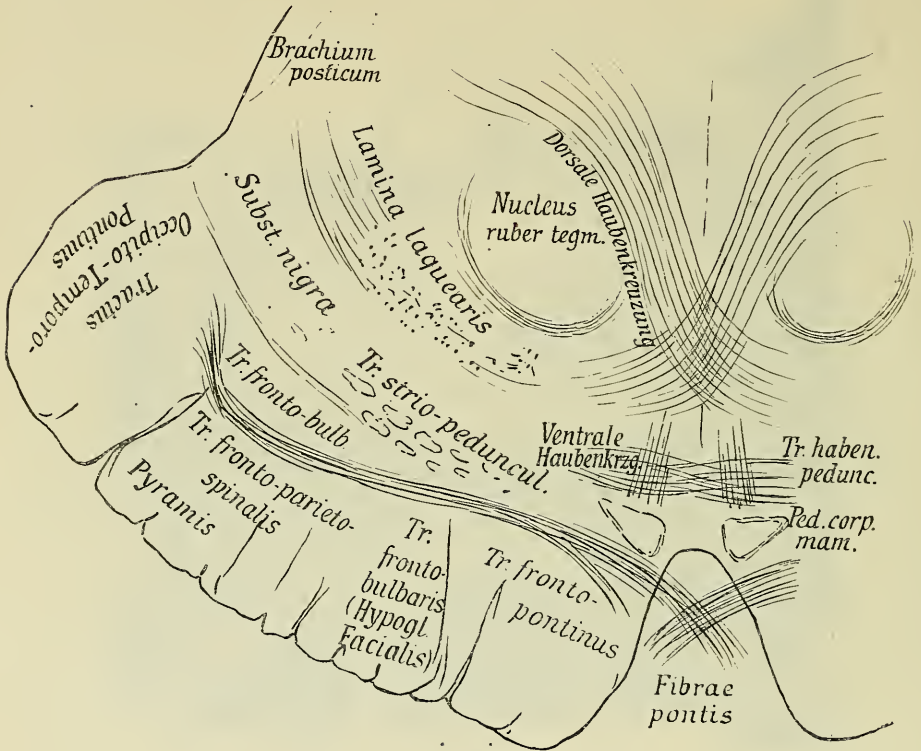 Brachium
posticum
Lamina laquearis
Dorsale Haubenkreuzung
Nucleus
ruber tegm.
Subst. nigra
Tractus
Occipito-Temporo-
Pontinus
Tr. fronto-bulb
Tr. strio-peduncul.
Ventrale
Haubenkrzg.
Tr. haben.
pedunc.
Ped. corp.
mam.
Pyramis
Tr. fronto-parieto-
spinalis
Tr.
fronto-
bulbaris
(Hypogl.
Facialis)
Tr. fronto-
pontinus
Fibrae
pontis